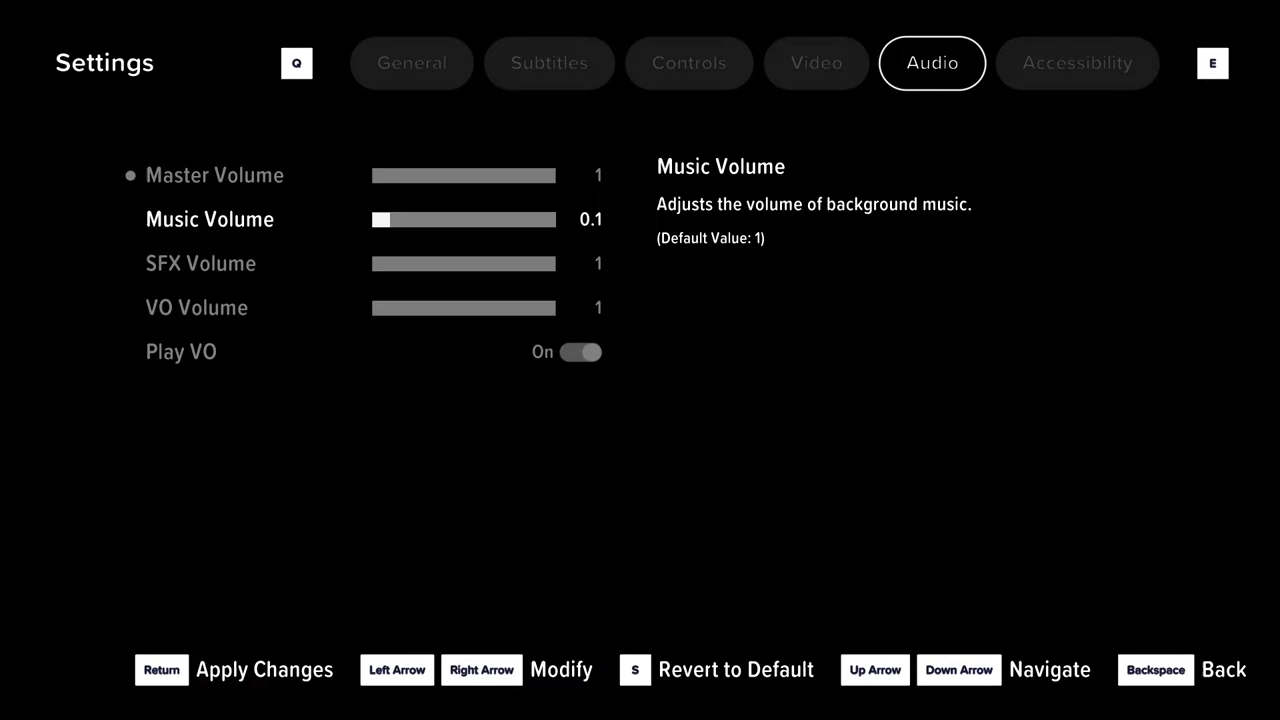 Settings Q General Subtitles Controls Video Audio Accessibility E
Master Volume 1
Music Volume 0.1
SFX Volume 1
VO Volume 1
Play VO On
Music Volume
Adjusts the volume of background music.
(Default Value: 1)
Return Apply Changes Left Arrow Right Arrow Modify S Revert to Default Up Arrow Down Arrow Navigate Backspace Back